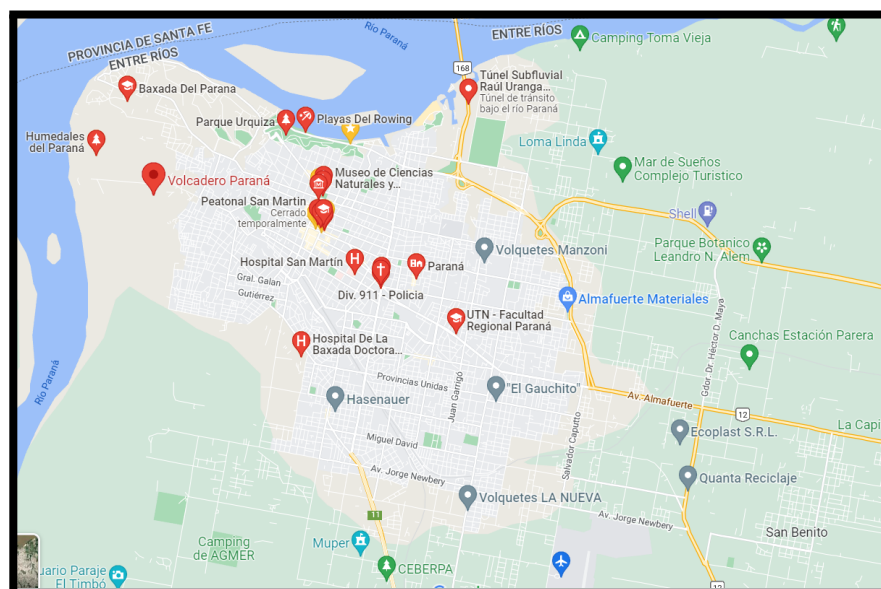 PROVINCIA DE SANTA FE
ENTRE RÍOS
Río Paraná
ENTRE RÍOS
Camping Toma Vieja
168
Túnel Subfluvial
Raúl Uranga...
Túnel de tránsito
bajo el río Paraná
Baxada Del Parana
Parque Urquiza
Playas Del Rowing
Humedales
del Paraná
Loma Linda
Mar de Sueños
Complejo Turistico
Volcadero Paraná
Museo de Ciencias
Naturales y...
Peatonal San Martin
Cerrado
temporalmente
Shell
Volquetes Manzoni
Parque Botanico
Leandro N. Alem
Hospital San Martín
Paraná
Gral. Galan
Gutiérrez
Div. 911 - Policia
Almafuerte Materiales
Gdor. Dr. Héctor D. Maya
UTN - Facultad
Regional Paraná
Canchas Estación Parera
Hospital De La
Baxada Doctora...
Río Paraná
Provincias Unidas
Juan Garrigó
"El Gauchito"
Hasenauer
Av. Almafuerte
12
Salvador Caputto
La Capi
Ecoplast S.R.L.
Miguel David
Av. Jorge Newbery
Quanta Reciclaje
Volquetes LA NUEVA
11
Av. Jorge Newbery
San Benito
Camping
de AGMER
Muper
uario Paraje
El Timbó
CEBERPA
12